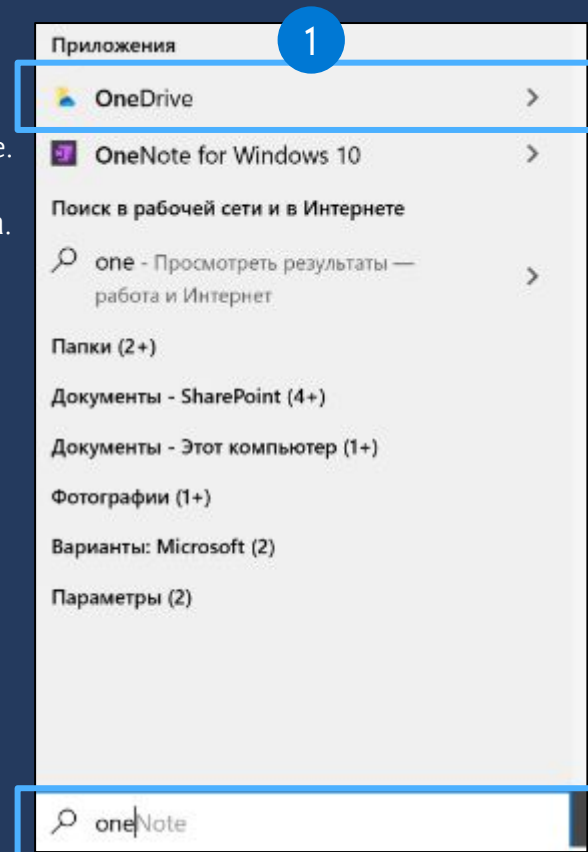 1
Приложения
OneDrive
е.
OneNote for Windows 10
Поиск в рабочей сети и в Интернете
а.
one - Просмотреть результаты —
работа и Интернет
Папки (2+)
Документы - SharePoint (4+)
Документы - Этот компьютер (1+)
Фотографии (1+)
Варианты: Microsoft (2)
Параметры (2)
oneNote